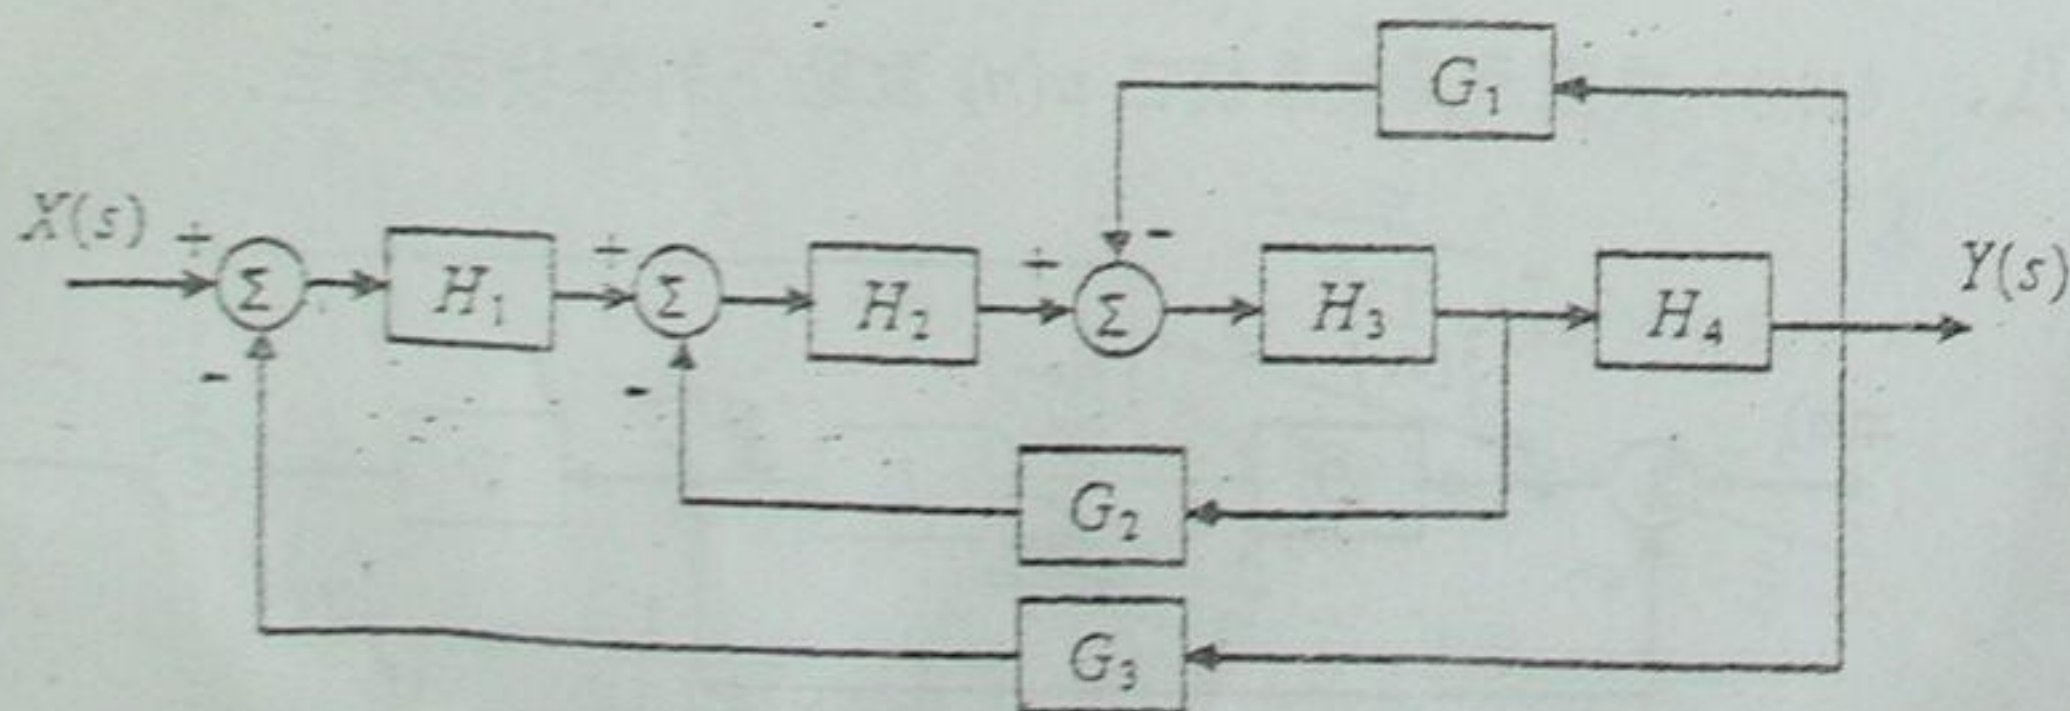 G₁
X(s) + Σ H₁ + Σ H₂ + Σ - H₃ H₄ Y(s)
- -
G₂
G₃